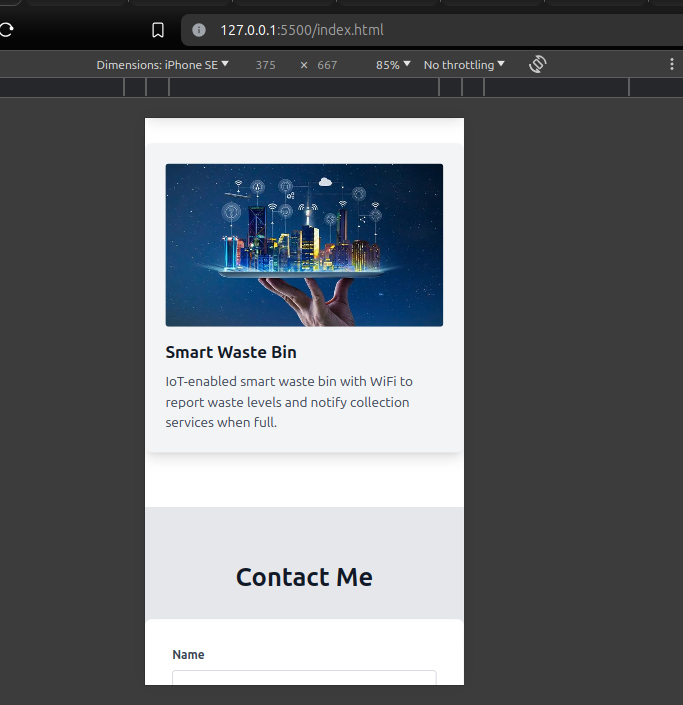 127.0.0.1:5500/index.html
Dimensions: iPhone SE 375 × 667 85% No throttling
Smart Waste Bin
IoT-enabled smart waste bin with WiFi to
report waste levels and notify collection
services when full.
Contact Me
Name